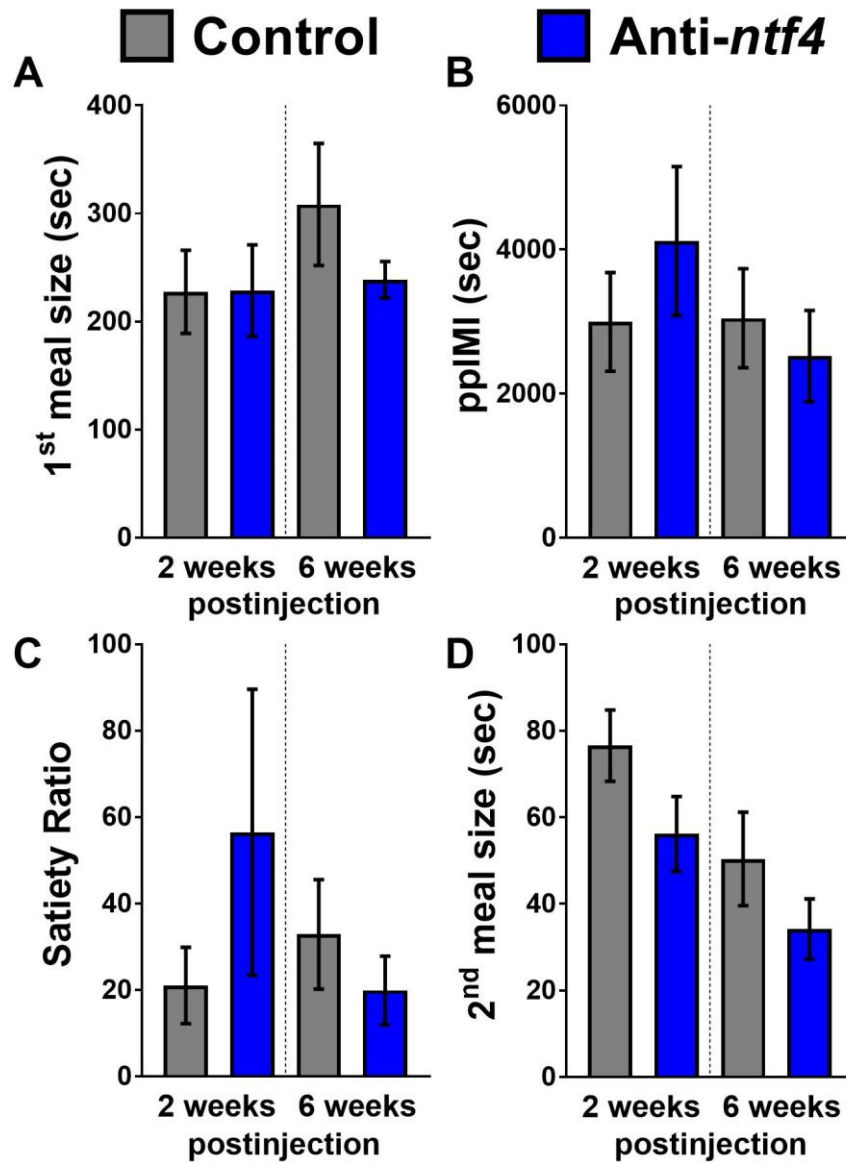 Control
Anti-ntf4
A
1st meal size (sec)
400
300
200
100
0
2 weeks
6 weeks
postinjection
B
ppIMI (sec)
6000
4000
2000
0
2 weeks
6 weeks
postinjection
C
Satiety Ratio
100
80
60
40
20
0
2 weeks
6 weeks
postinjection
D
2nd meal size (sec)
100
80
60
40
20
0
2 weeks
6 weeks
postinjection